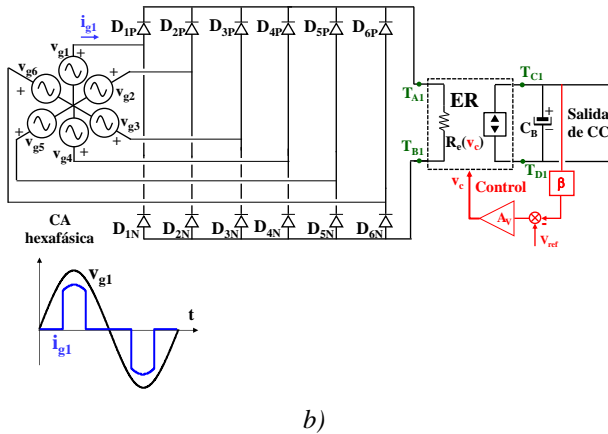 i_g1 D_1P D_2P D_3P D_4P D_5P D_6P
v_g1 +
v_g6 +
+ v_g2
+ v_g3
v_g5 +
v_g4 +
T_A1 ER T_C1
R_e(v_c) C_B + −
Salida
de CC
T_B1 T_D1
v_c Control β
A_V -
v_ref
CA
hexafásica
D_1N D_2N D_3N D_4N D_5N D_6N
v_g1
t
i_g1
b)